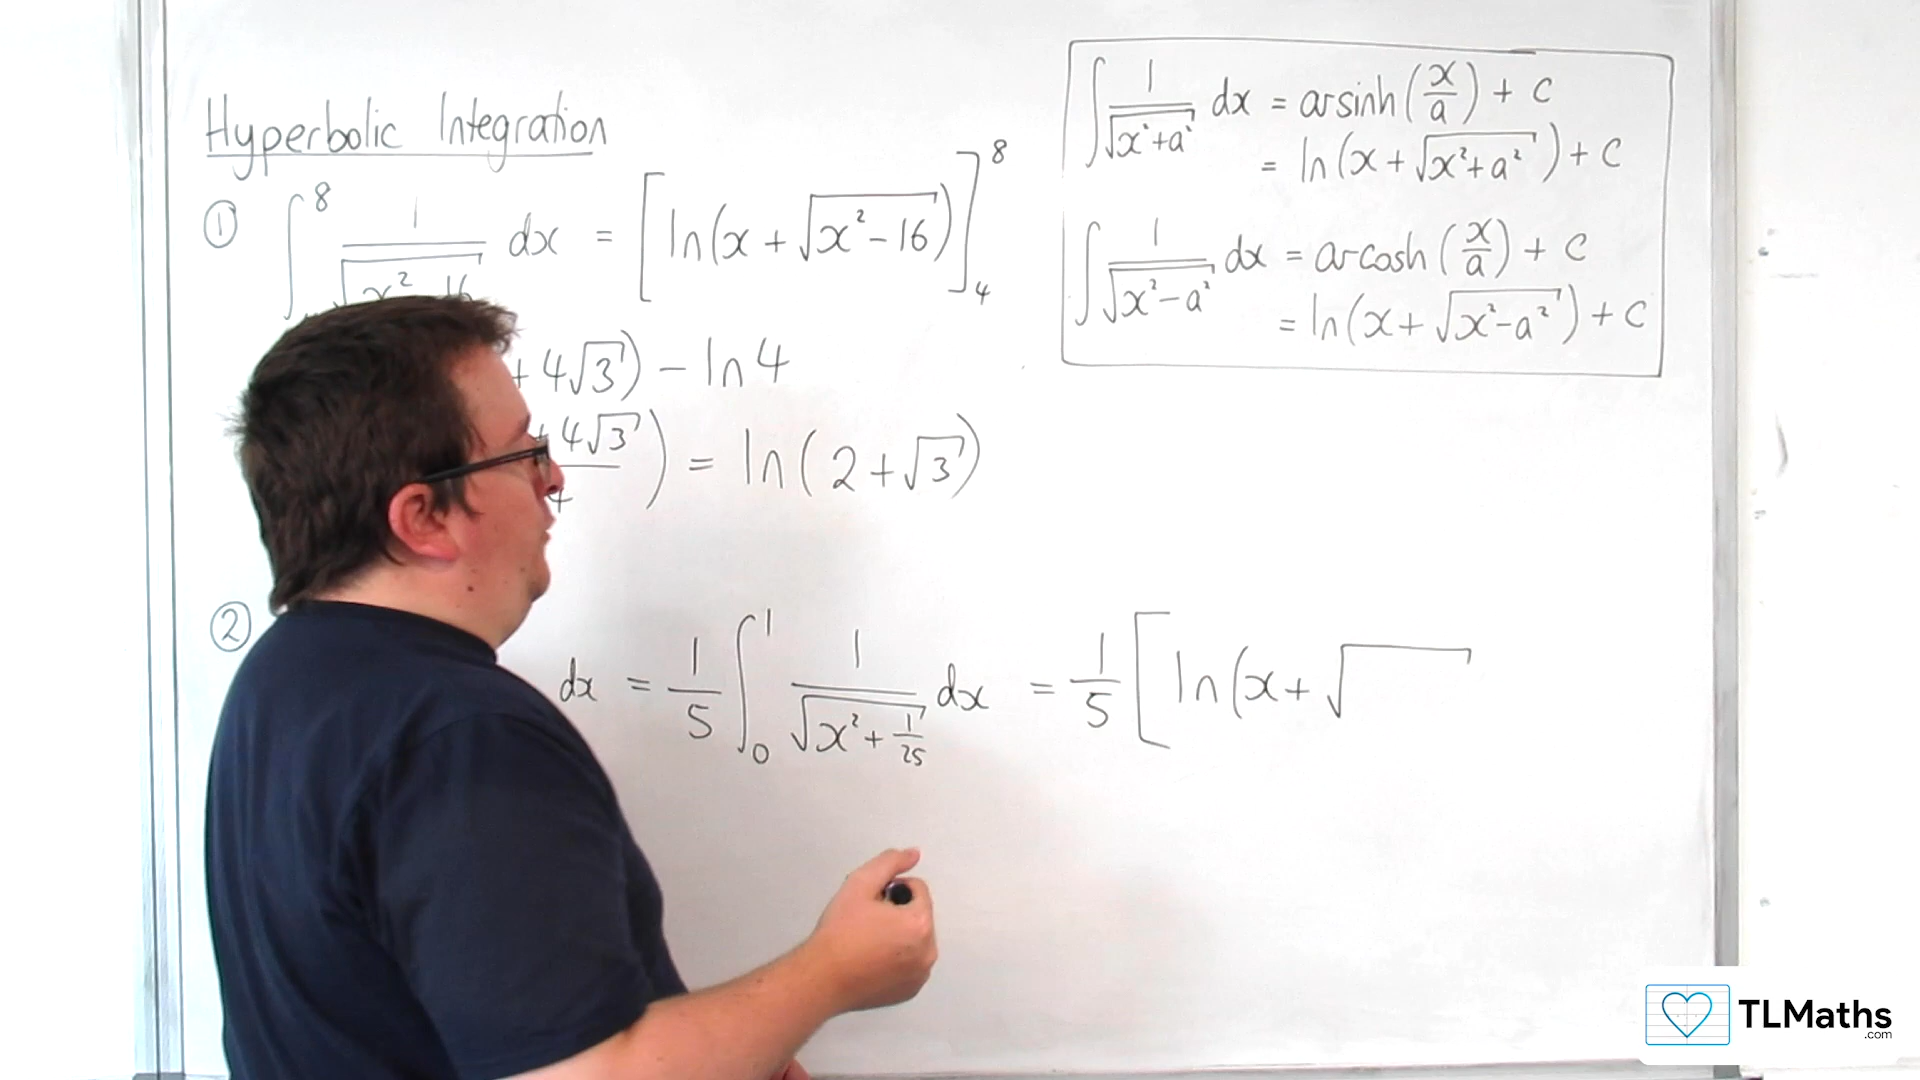 Hyperbolic Integration
① ∫ 8 1/√(x² 16) dx = [ln(x + √(x² - 16))]₄⁸
+ 4√3) - ln 4
+ 4√3 / 4) = ln(2 + √3)
∫ 1/√(x² + a²) dx = arsinh(x/a) + c
= ln(x + √(x² + a²)) + c
∫ 1/√(x² - a²) dx = arcosh(x/a) + c
= ln(x + √(x² - a²)) + c
② dx = 1/5 ∫₀¹ 1/√(x² + 1/25) dx = 1/5 [ln(x + √
TLMaths
.com